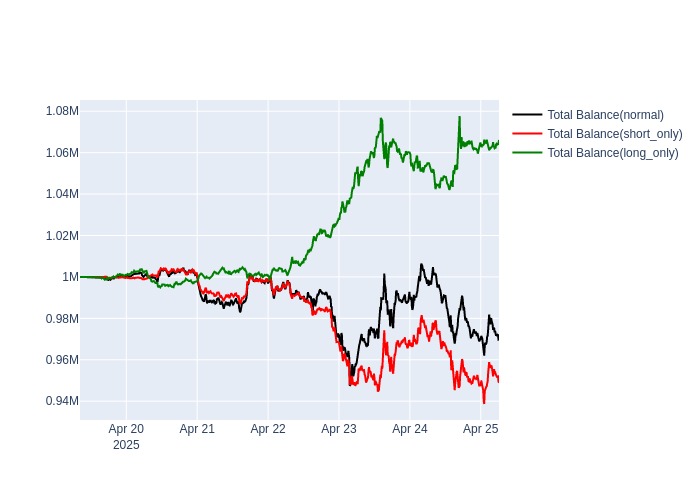 1.08M
1.06M
1.04M
1.02M
1M
0.98M
0.96M
0.94M
Apr 20
2025
Apr 21
Apr 22
Apr 23
Apr 24
Apr 25
Total Balance(normal)
Total Balance(short_only)
Total Balance(long_only)